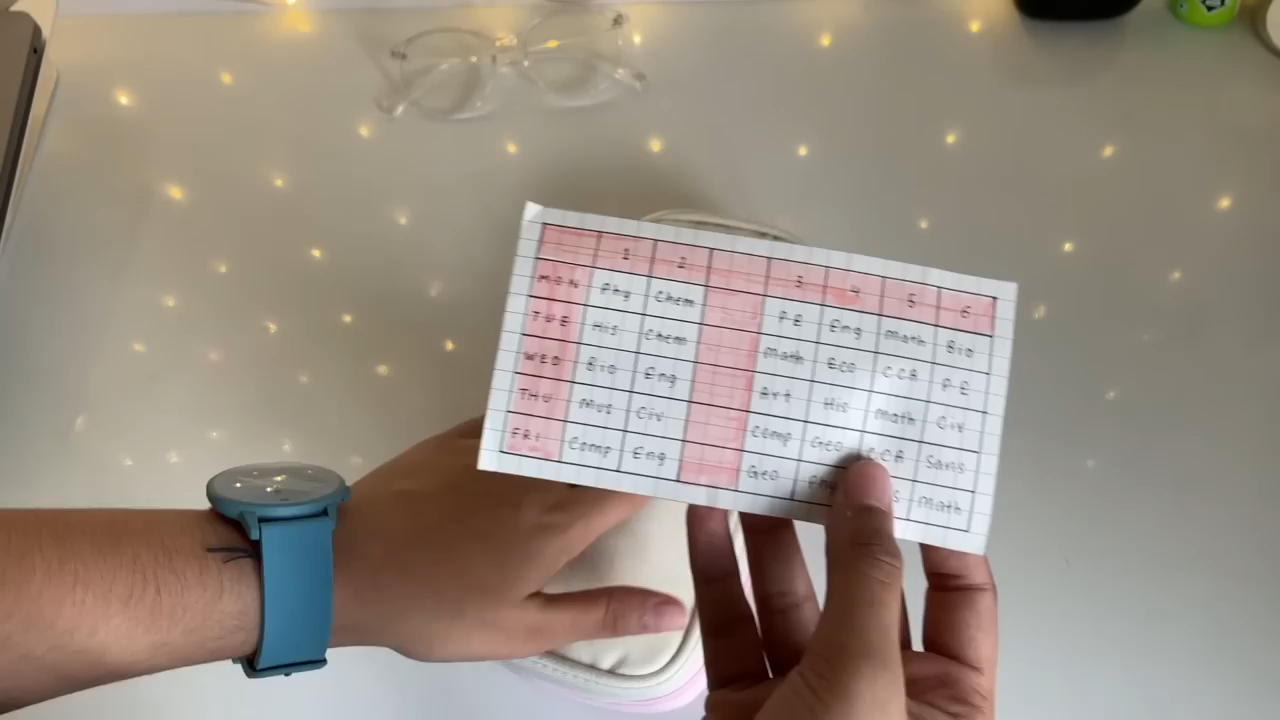 1 2 3 4 5 6
MON Phy Chem PE Eng Math Bio
TUE His Chem Math Eco CCA PE
WED Bio Eng Art His Math Civ
THU Mus Civ Comp Geo CCA Sans
FRI Comp Eng Geo Phy Math